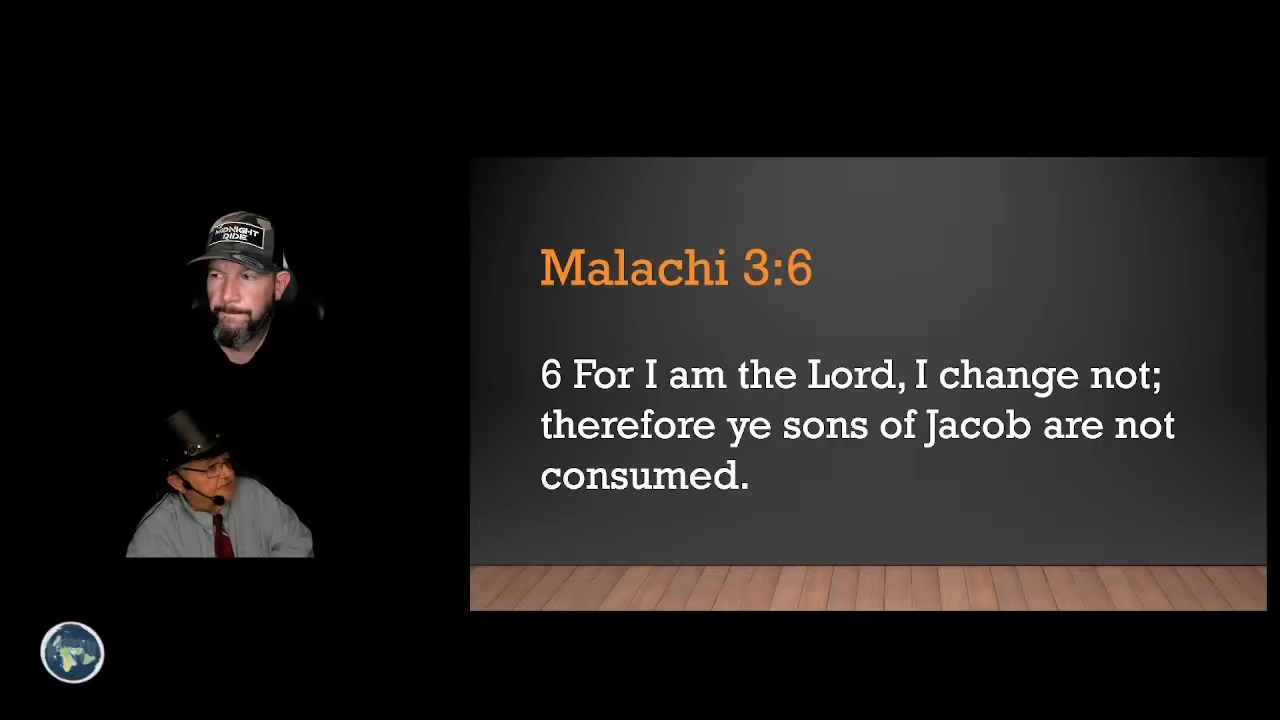 MIDNIGHT
RIDE
Malachi 3:6
6 For I am the Lord, I change not;
therefore ye sons of Jacob are not
consumed.